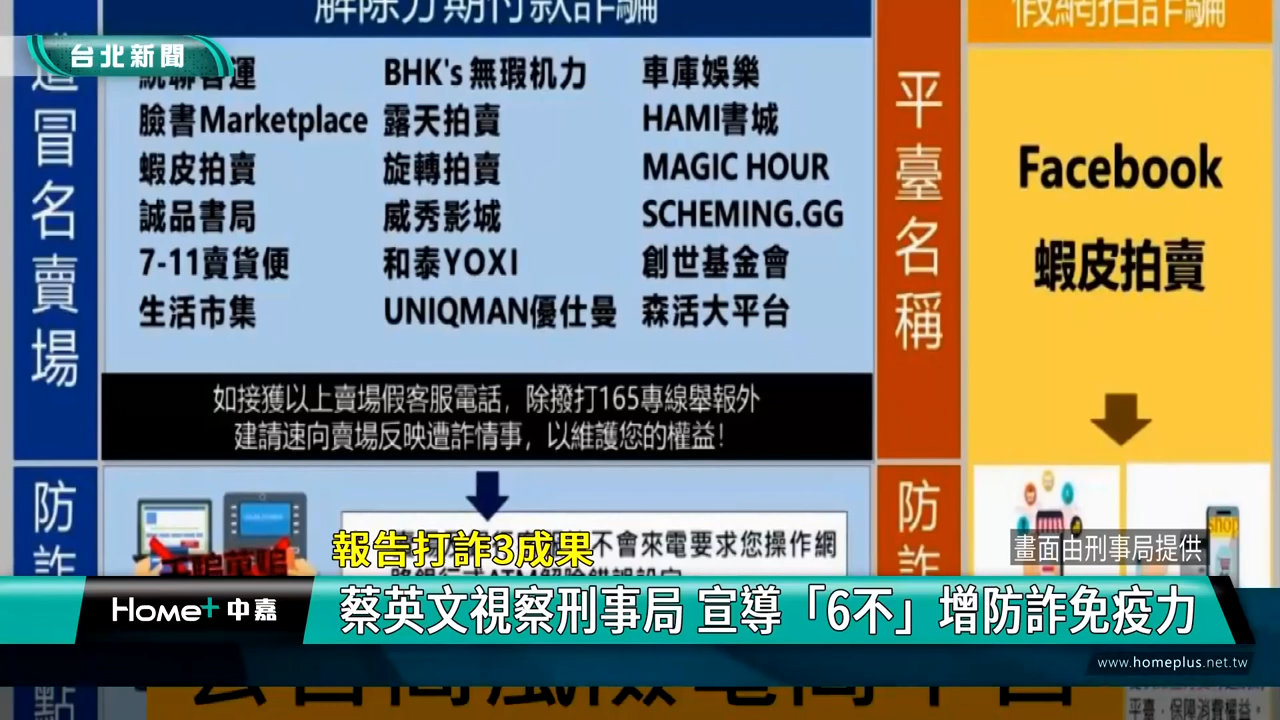 解除分期付款詐騙
假網拍詐騙
台北新聞
遭冒名賣場
統聯客運
臉書Marketplace
蝦皮拍賣
誠品書局
7-11賣貨便
生活市集
BHK's 無瑕机力
露天拍賣
旋轉拍賣
威秀影城
和泰YOXI
UNIQMAN優仕曼
車庫娛樂
HAMI書城
MAGIC HOUR
SCHEMING.GG
創世基金會
森活大平台
平臺名稱
Facebook
蝦皮拍賣
如接獲以上賣場假客服電話，除撥打165專線舉報外
建請速向賣場反映遭詐情事，以維護您的權益！
防詐
點
防詐
不會來電要求您操作網
shop
報告打詐3成果
畫面由刑事局提供
Home+中嘉
蔡英文視察刑事局 宣導「6不」增防詐免疫力
www.homeplus.net.tw
平臺，保障消費權益。